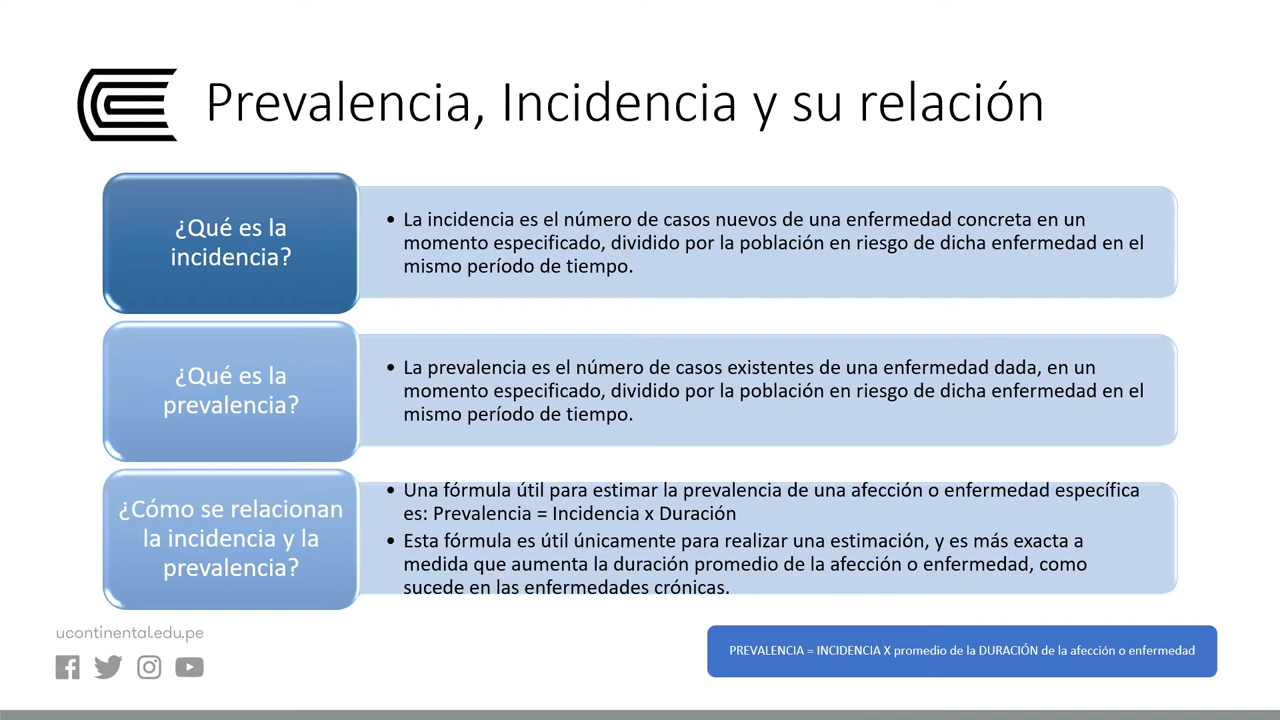 Prevalencia, Incidencia y su relación
¿Qué es la
incidencia?
• La incidencia es el número de casos nuevos de una enfermedad concreta en un
momento especificado, dividido por la población en riesgo de dicha enfermedad en el
mismo período de tiempo.
¿Qué es la
prevalencia?
• La prevalencia es el número de casos existentes de una enfermedad dada, en un
momento especificado, dividido por la población en riesgo de dicha enfermedad en el
mismo período de tiempo.
¿Cómo se relacionan
la incidencia y la
prevalencia?
• Una fórmula útil para estimar la prevalencia de una afección o enfermedad específica
es: Prevalencia = Incidencia x Duración
• Esta fórmula es útil únicamente para realizar una estimación, y es más exacta a
medida que aumenta la duración promedio de la afección o enfermedad, como
sucede en las enfermedades crónicas.
ucontinental.edu.pe
PREVALENCIA = INCIDENCIA X promedio de la DURACIÓN de la afección o enfermedad